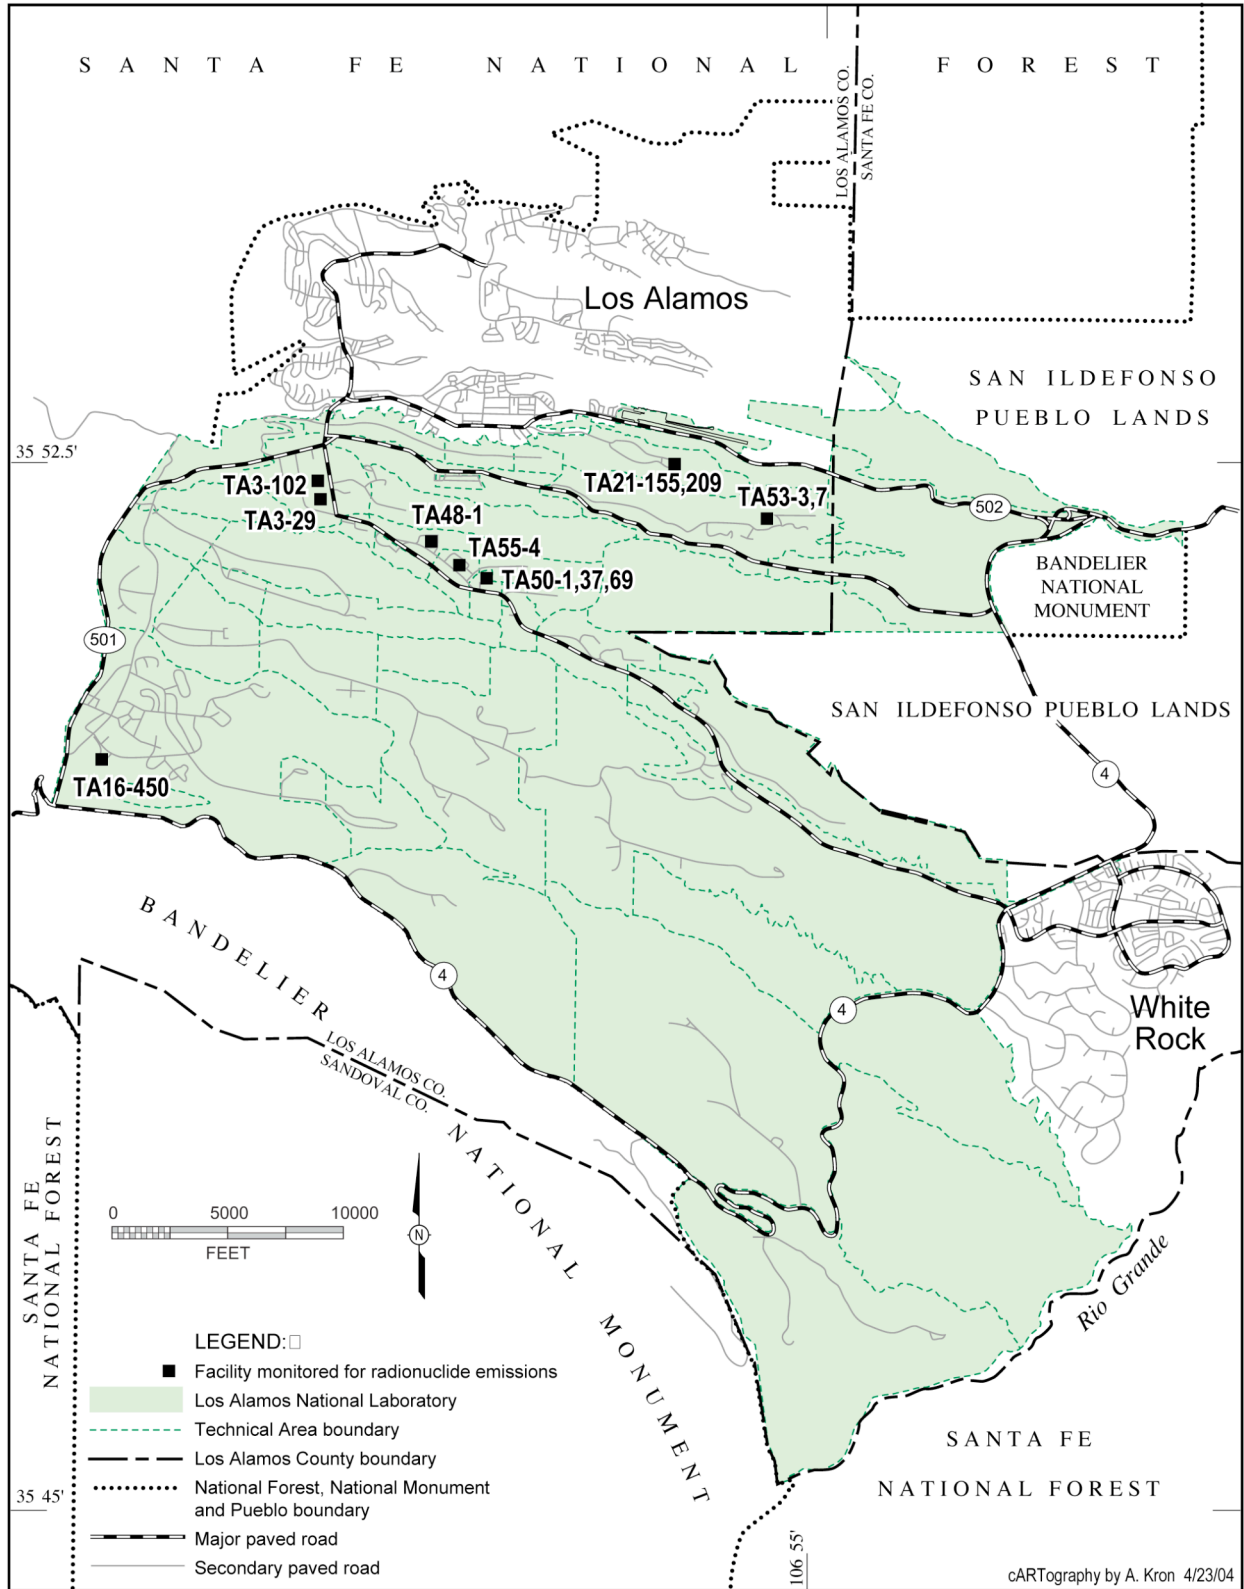 SANTA FE NATIONAL FOREST
LOS ALAMOS CO.
SANTA FE CO.
Los Alamos
SAN ILDEFONSO
PUEBLO LANDS
35 52.5'
TA3-102
TA3-29
TA48-1
TA55-4
TA50-1,37,69
TA21-155,209
TA53-3,7
502
BANDELIER
NATIONAL
MONUMENT
501
SAN ILDEFONSO PUEBLO LANDS
TA16-450
4
BANDELIER NATIONAL MONUMENT
4
4
White
Rock
LOS ALAMOS CO.
SANDOVAL CO.
SANTA FE
NATIONAL FOREST
0 5000 10000
FEET
N
Rio Grande
LEGEND:
Facility monitored for radionuclide emissions
Los Alamos National Laboratory
Technical Area boundary
Los Alamos County boundary
National Forest, National Monument
and Pueblo boundary
Major paved road
Secondary paved road
SANTA FE
NATIONAL FOREST
35 45'
106 55'
cARTography by A. Kron 4/23/04